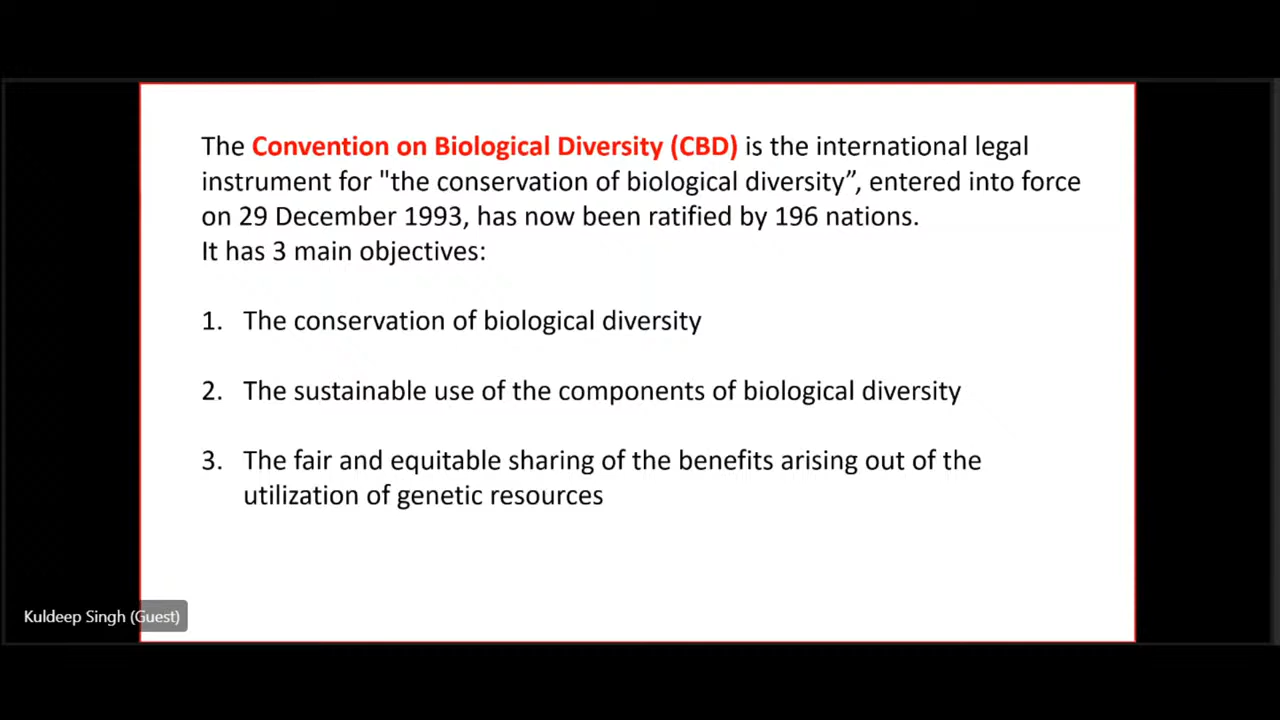 The Convention on Biological Diversity (CBD) is the international legal
instrument for "the conservation of biological diversity”, entered into force
on 29 December 1993, has now been ratified by 196 nations.
It has 3 main objectives:
1. The conservation of biological diversity
2. The sustainable use of the components of biological diversity
3. The fair and equitable sharing of the benefits arising out of the
utilization of genetic resources
Kuldeep Singh (Guest)